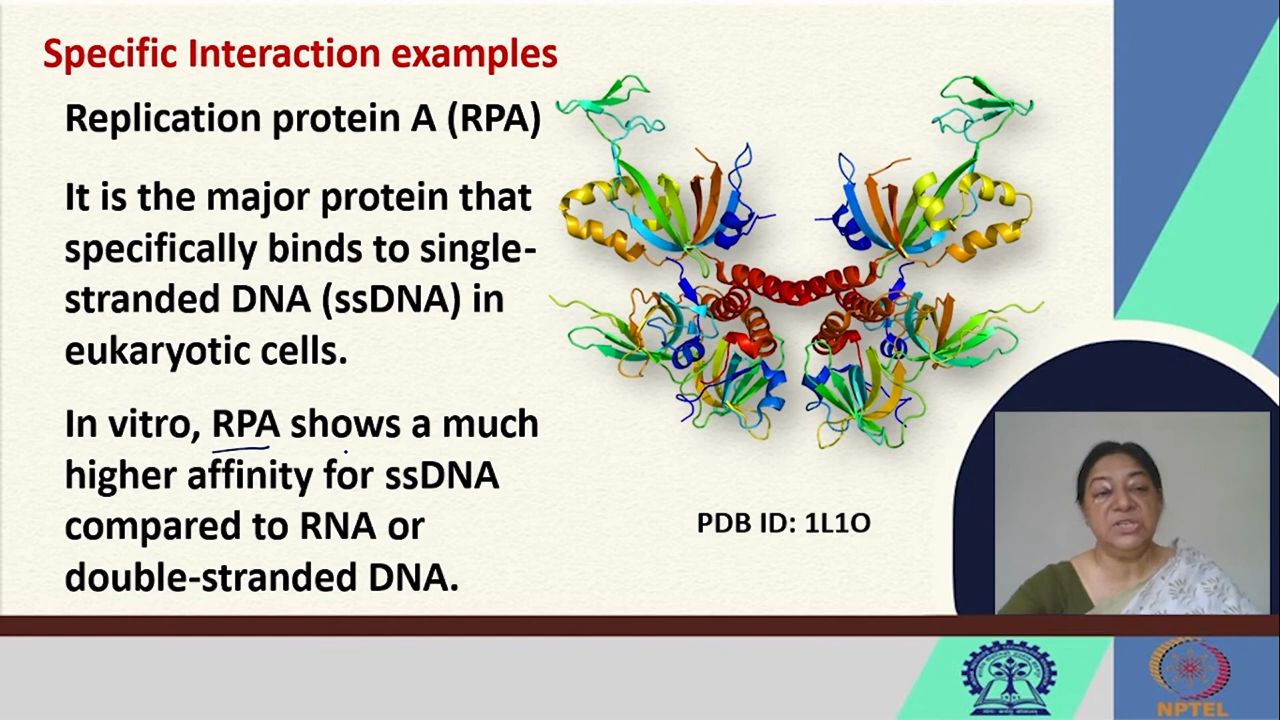 Specific Interaction examples
Replication protein A (RPA)
It is the major protein that
specifically binds to single-
stranded DNA (ssDNA) in
eukaryotic cells.
In vitro, RPA shows a much
higher affinity for ssDNA
compared to RNA or
double-stranded DNA.
PDB ID: 1L1O
NPTEL